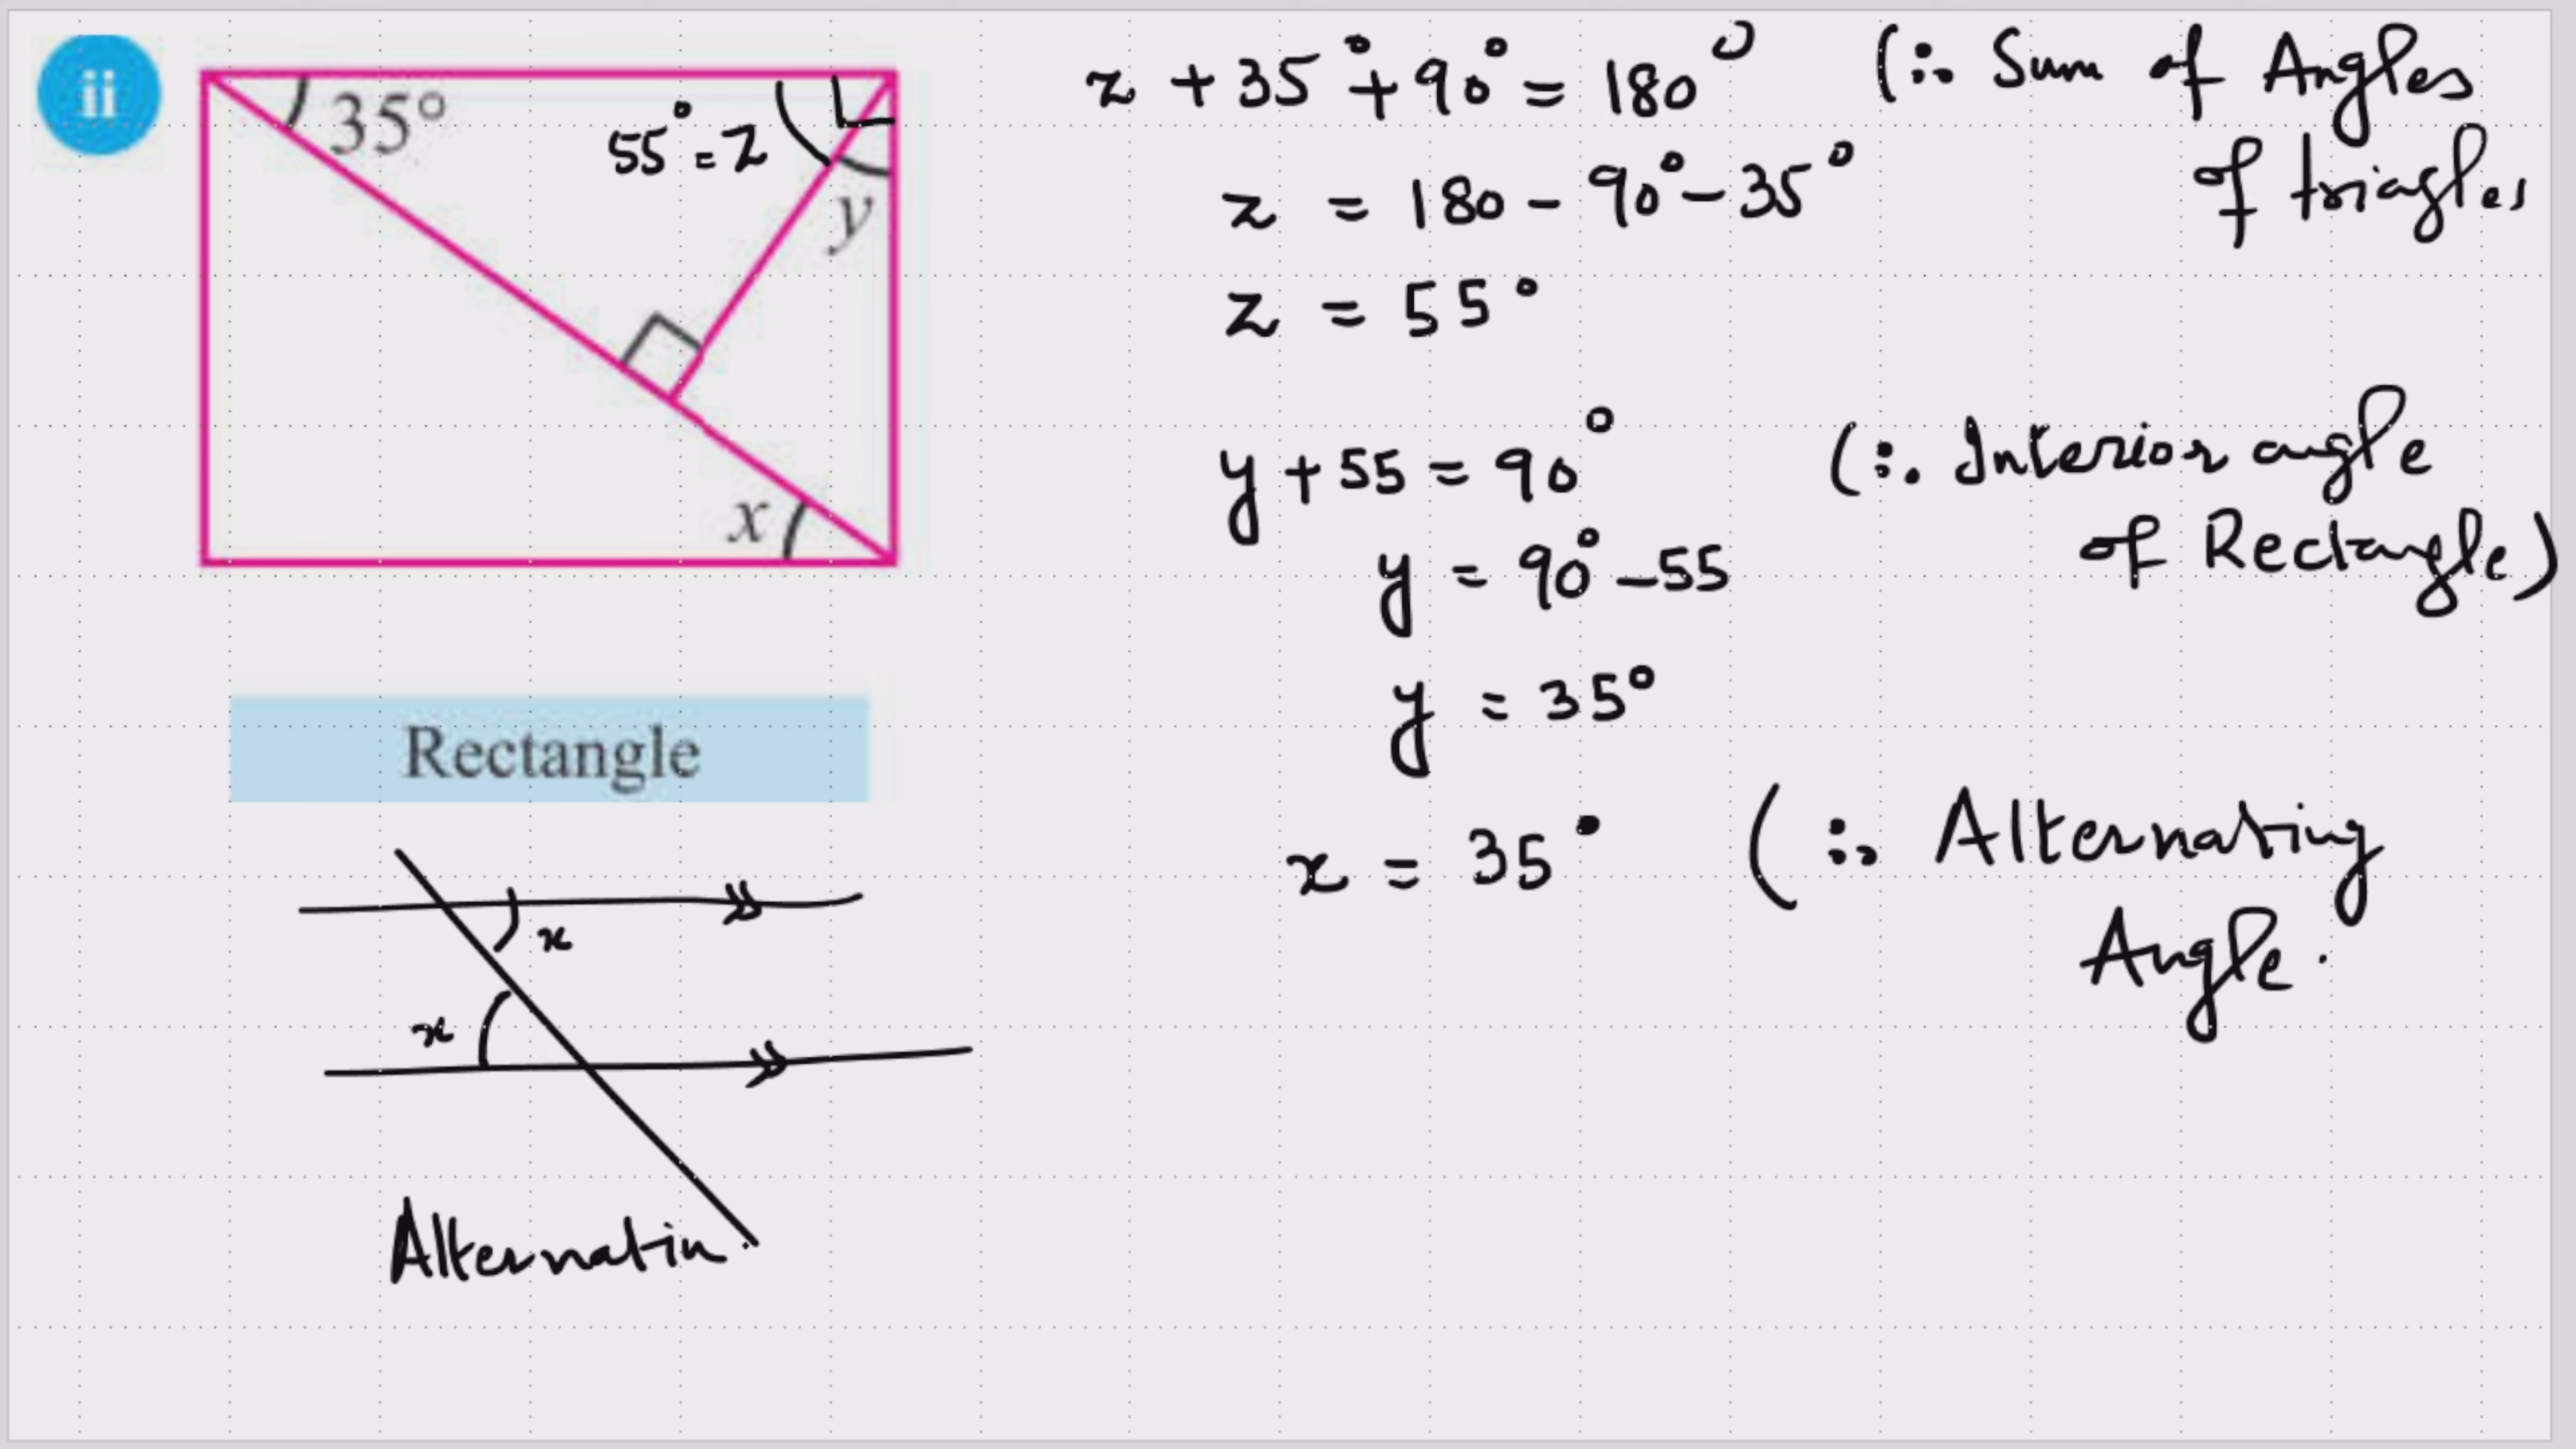 ii
35°
55° = Z
y
x
Rectangle
x
x
Alternatin
z + 35° + 90° = 180° (∵ Sum of Angles
of triagles
z = 180 - 90° - 35°
z = 55°
y + 55 = 90° (∵ Interior angle
of Rectangle)
y = 90° - 55
y = 35°
x = 35° (∵ Alternating
Angle.